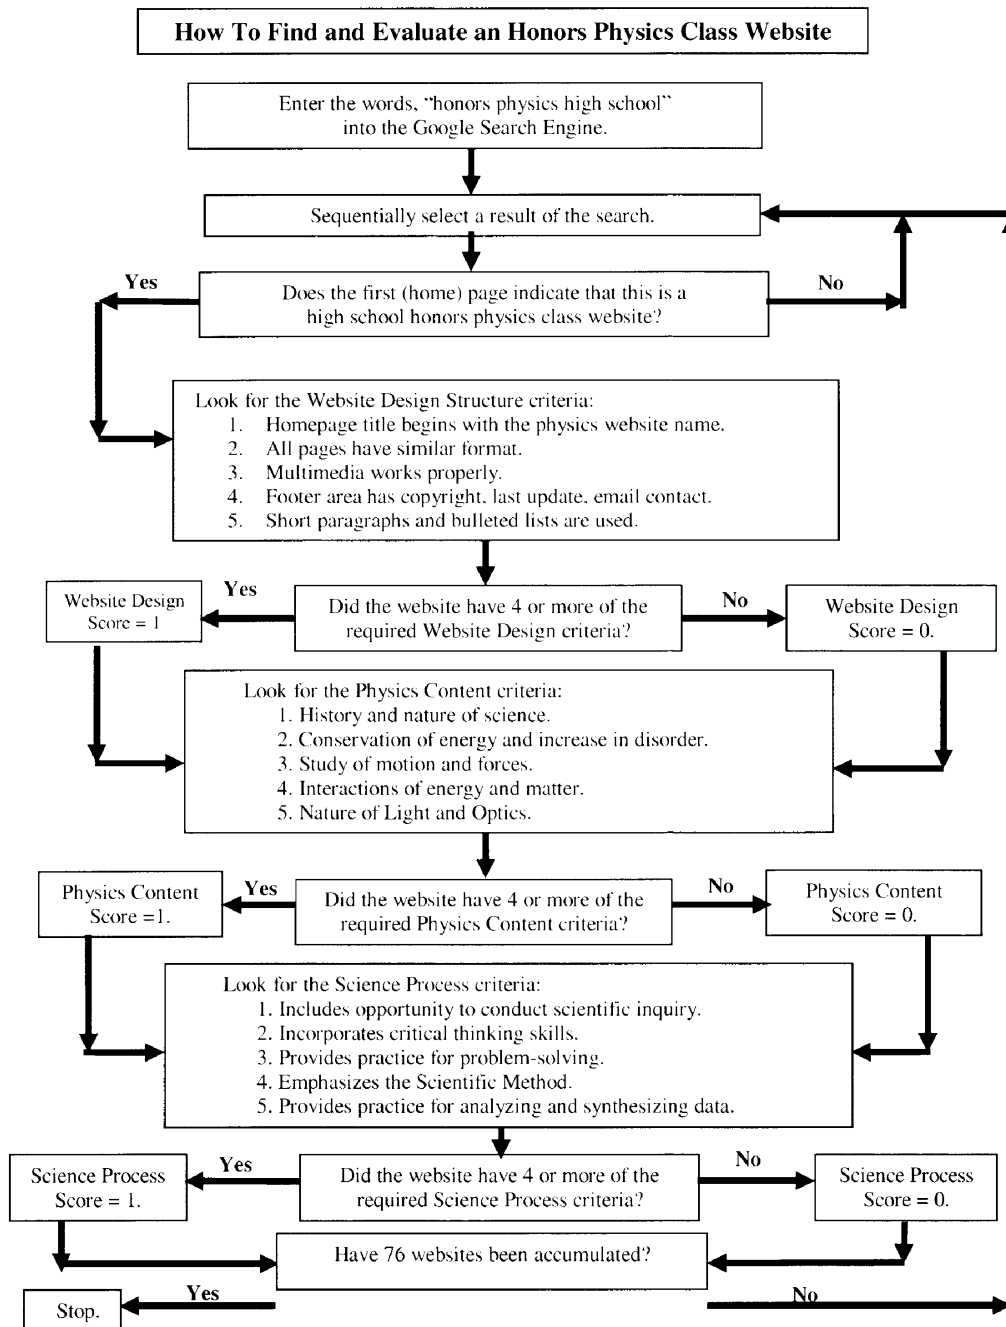 How To Find and Evaluate an Honors Physics Class Website
Enter the words, “honors physics high school“
into the Google Search Engine.
Sequentially select a result of the search.
Yes
Does the first (home) page indicate that this is a
high school honors physics class website?
No
Look for the Website Design Structure criteria:
1. Homepage title begins with the physics website name.
2. All pages have similar format.
3. Multimedia works properly.
4. Footer area has copyright, last update, email contact.
5. Short paragraphs and bulleted lists are used.
Website Design
Score = 1
Yes
Did the website have 4 or more of the
required Website Design criteria?
No
Website Design
Score = 0.
Look for the Physics Content criteria:
1. History and nature of science.
2. Conservation of energy and increase in disorder.
3. Study of motion and forces.
4. Interactions of energy and matter.
5. Nature of Light and Optics.
Physics Content
Score =1.
Yes
Did the website have 4 or more of the
required Physics Content criteria?
No
Physics Content
Score = 0.
Look for the Science Process criteria:
1. Includes opportunity to conduct scientific inquiry.
2. Incorporates critical thinking skills.
3. Provides practice for problem-solving.
4. Emphasizes the Scientific Method.
5. Provides practice for analyzing and synthesizing data.
Science Process
Score = 1.
Yes
Did the website have 4 or more of the
required Science Process criteria?
No
Science Process
Score = 0.
Have 76 websites been accumulated?
Stop.
Yes
No